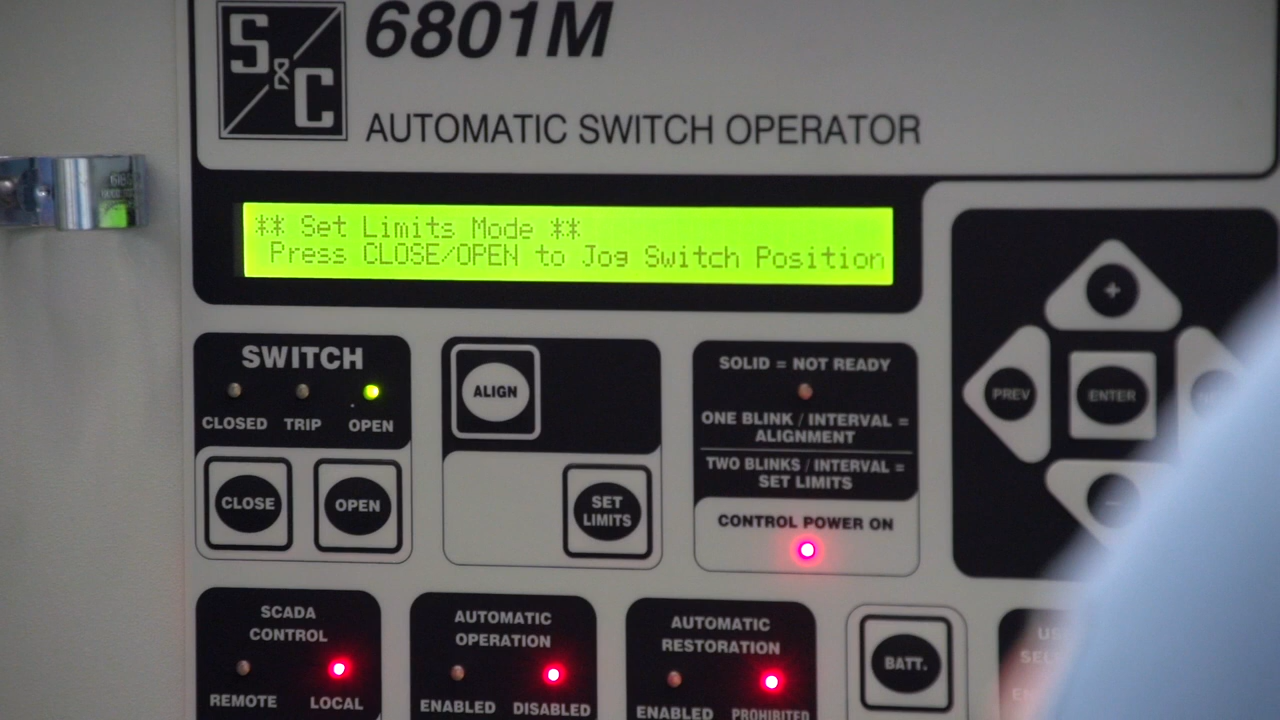 S&C
6801M
AUTOMATIC SWITCH OPERATOR
** Set Limits Mode **
Press CLOSE/OPEN to Jog Switch Position
SWITCH
CLOSED TRIP OPEN
CLOSE OPEN
ALIGN
SET
LIMITS
SOLID = NOT READY
ONE BLINK / INTERVAL =
ALIGNMENT
TWO BLINKS / INTERVAL =
SET LIMITS
CONTROL POWER ON
+
PREV ENTER
-
SCADA
CONTROL
REMOTE LOCAL
AUTOMATIC
OPERATION
ENABLED DISABLED
AUTOMATIC
RESTORATION
ENABLED PROHIBITED
BATT.